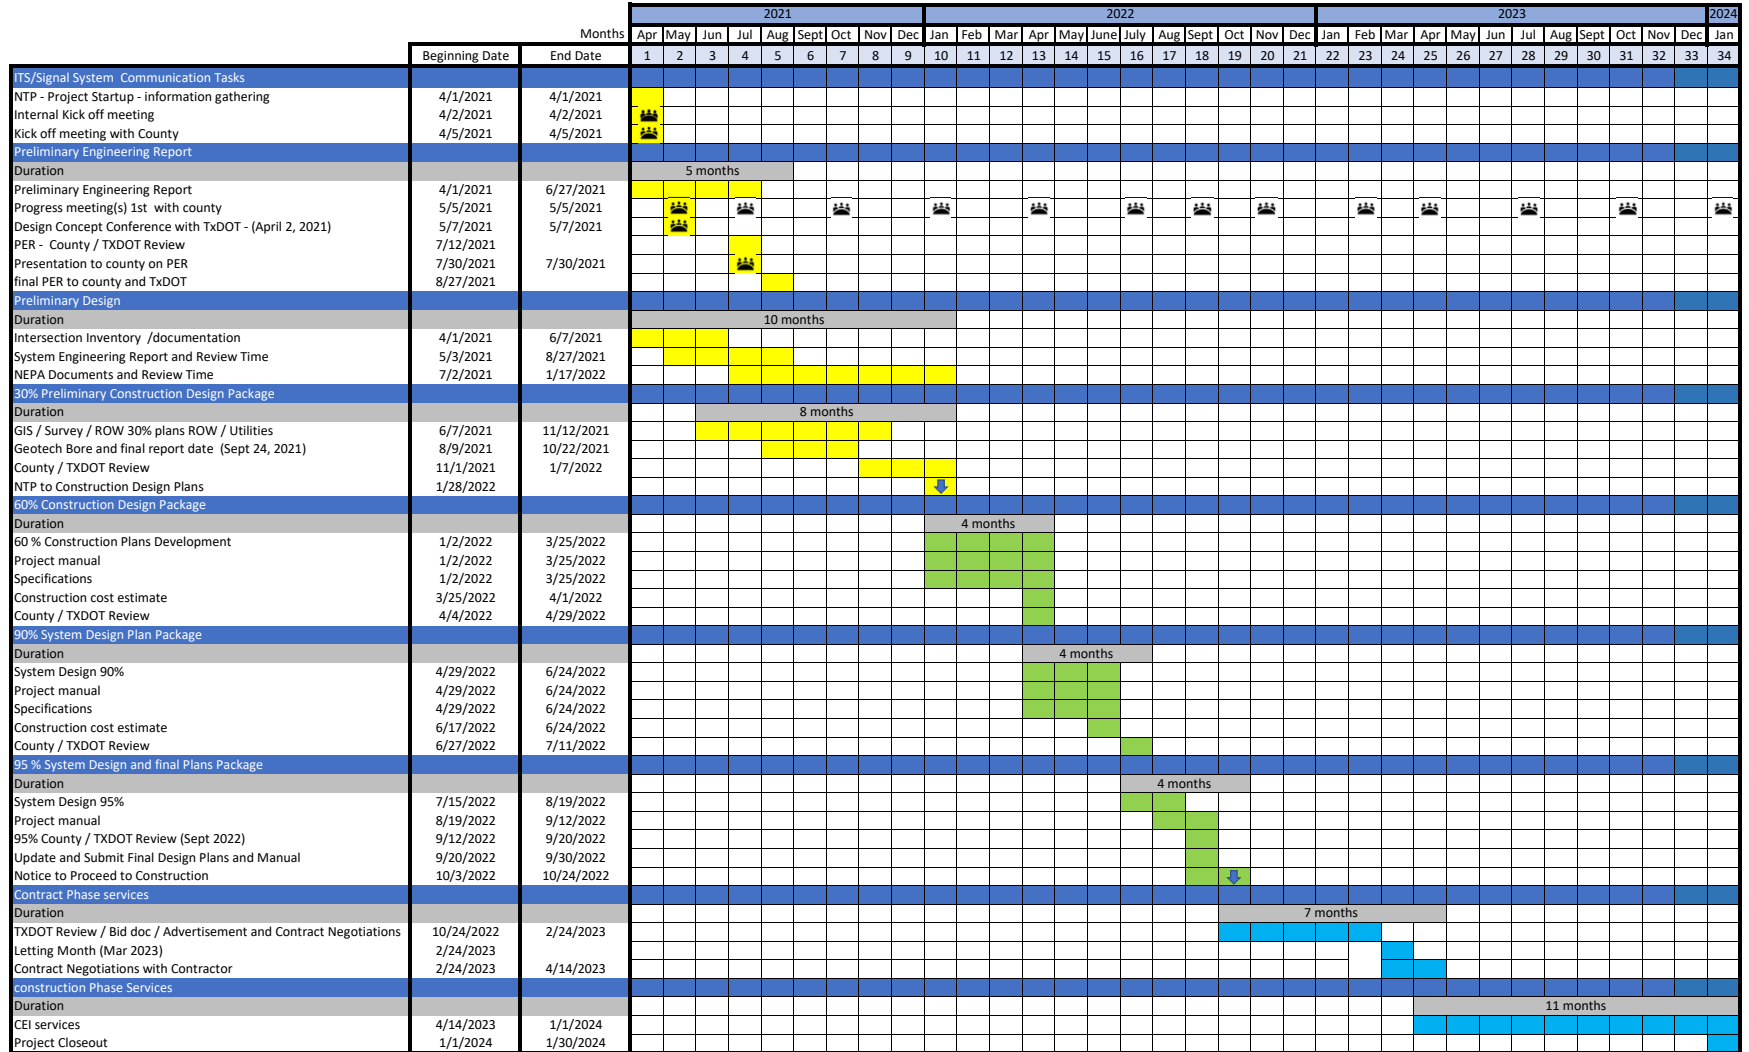 2021 2022 2023 2024
Months Apr May Jun Jul Aug Sept Oct Nov Dec Jan Feb Mar Apr May June July Aug Sept Oct Nov Dec Jan Feb Mar Apr May Jun Jul Aug Sept Oct Nov Dec Jan
Beginning Date End Date 1 2 3 4 5 6 7 8 9 10 11 12 13 14 15 16 17 18 19 20 21 22 23 24 25 26 27 28 29 30 31 32 33 34
ITS/Signal System Communication Tasks
NTP - Project Startup - information gathering 4/1/2021 4/1/2021
Internal Kick off meeting 4/2/2021 4/2/2021
Kick off meeting with County 4/5/2021 4/5/2021
Preliminary Engineering Report
Duration 5 months
Preliminary Engineering Report 4/1/2021 6/27/2021
Progress meeting(s) 1st with county 5/5/2021 5/5/2021
Design Concept Conference with TxDOT - (April 2, 2021) 5/7/2021 5/7/2021
PER - County / TXDOT Review 7/12/2021
Presentation to county on PER 7/30/2021 7/30/2021
final PER to county and TxDOT 8/27/2021
Preliminary Design
Duration 10 months
Intersection Inventory /documentation 4/1/2021 6/7/2021
System Engineering Report and Review Time 5/3/2021 8/27/2021
NEPA Documents and Review Time 7/2/2021 1/17/2022
30% Preliminary Construction Design Package
Duration 8 months
GIS / Survey / ROW 30% plans ROW / Utilities 6/7/2021 11/12/2021
Geotech Bore and final report date (Sept 24, 2021) 8/9/2021 10/22/2021
County / TXDOT Review 11/1/2021 1/7/2022
NTP to Construction Design Plans 1/28/2022
60% Construction Design Package
Duration 4 months
60 % Construction Plans Development 1/2/2022 3/25/2022
Project manual 1/2/2022 3/25/2022
Specifications 1/2/2022 3/25/2022
Construction cost estimate 3/25/2022 4/1/2022
County / TXDOT Review 4/4/2022 4/29/2022
90% System Design Plan Package
Duration 4 months
System Design 90% 4/29/2022 6/24/2022
Project manual 4/29/2022 6/24/2022
Specifications 4/29/2022 6/24/2022
Construction cost estimate 6/17/2022 6/24/2022
County / TXDOT Review 6/27/2022 7/11/2022
95 % System Design and final Plans Package
Duration 4 months
System Design 95% 7/15/2022 8/19/2022
Project manual 8/19/2022 9/12/2022
95% County / TXDOT Review (Sept 2022) 9/12/2022 9/20/2022
Update and Submit Final Design Plans and Manual 9/20/2022 9/30/2022
Notice to Proceed to Construction 10/3/2022 10/24/2022
Contract Phase services
Duration 7 months
TXDOT Review / Bid doc / Advertisement and Contract Negotiations 10/24/2022 2/24/2023
Letting Month (Mar 2023) 2/24/2023
Contract Negotiations with Contractor 2/24/2023 4/14/2023
construction Phase Services
Duration 11 months
CEI services 4/14/2023 1/1/2024
Project Closeout 1/1/2024 1/30/2024